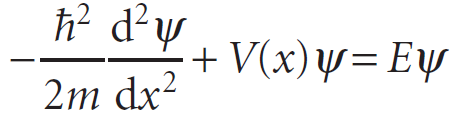 −ħ²/2m d²ψ/dx² + V(x)ψ = Eψ